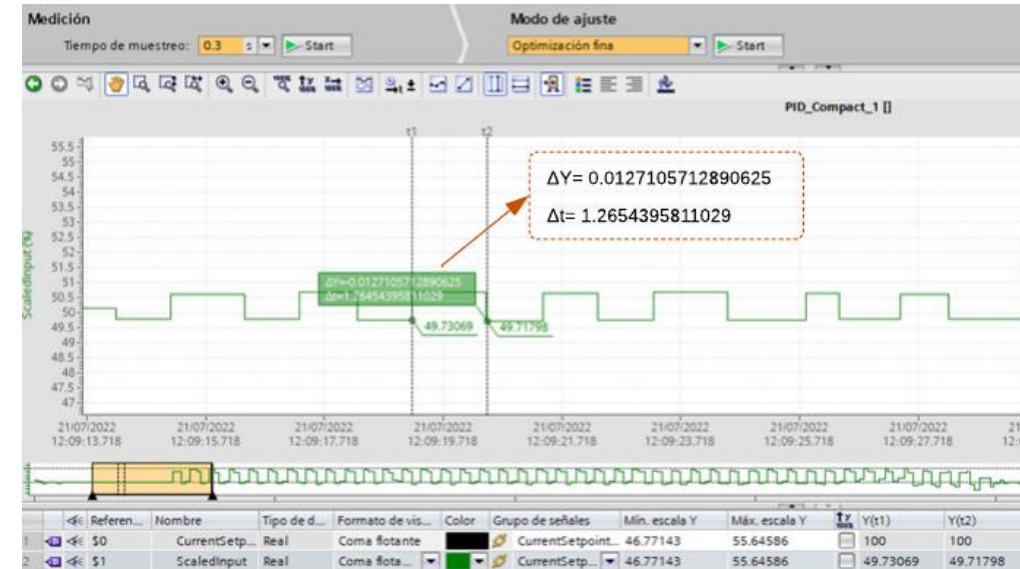 Medición
Modo de ajuste
Tiempo de muestreo: 0.3 s Start
Optimización fina Start
PID_Compact_1 []
t1 t2
ScaledInput (%)
55.5
55
54.5
54
53.5
53
52.5
52
51.5
51
50.5
50
49.5
49
48.5
48
47.5
47
ΔY= 0.0127105712890625
Δt= 1.2654395811029
ΔY=0.0127105712890625
Δt=1.26454395811029
49.73069
49.71798
21/07/2022 21/07/2022 21/07/2022 21/07/2022 21/07/2022 21/07/2022 21/07/2022 21/07/2022 21
12:09:13.718 12:09:15.718 12:09:17.718 12:09:19.718 12:09:21.718 12:09:23.718 12:09:25.718 12:09:27.718 12:
Referen... Nombre Tipo de d... Formato de vis... Color Grupo de señales Mín. escala Y Máx. escala Y Y(t1) Y(t2)
1 $0 CurrentSetp... Real Coma flotante CurrentSetpoint... 46.77143 55.64586 100 100
2 $1 ScaledInput Real Coma flota... CurrentSetp... 46.77143 55.64586 49.73069 49.71798